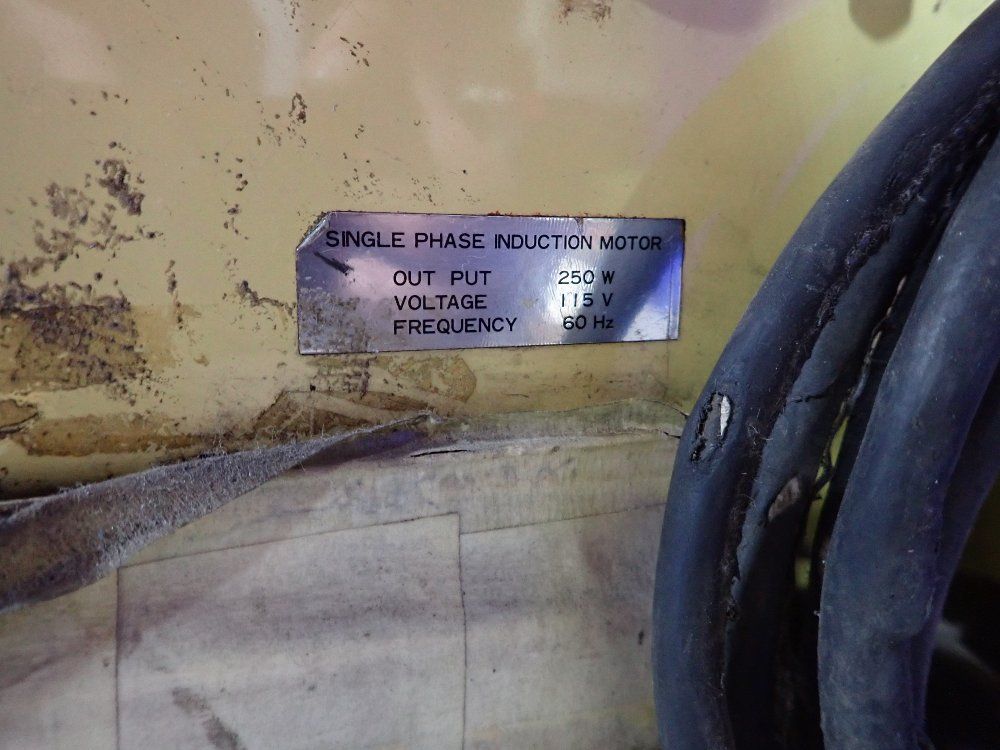 SINGLE PHASE INDUCTION MOTOR
OUT PUT 250 W
VOLTAGE 115 V
FREQUENCY 60 Hz